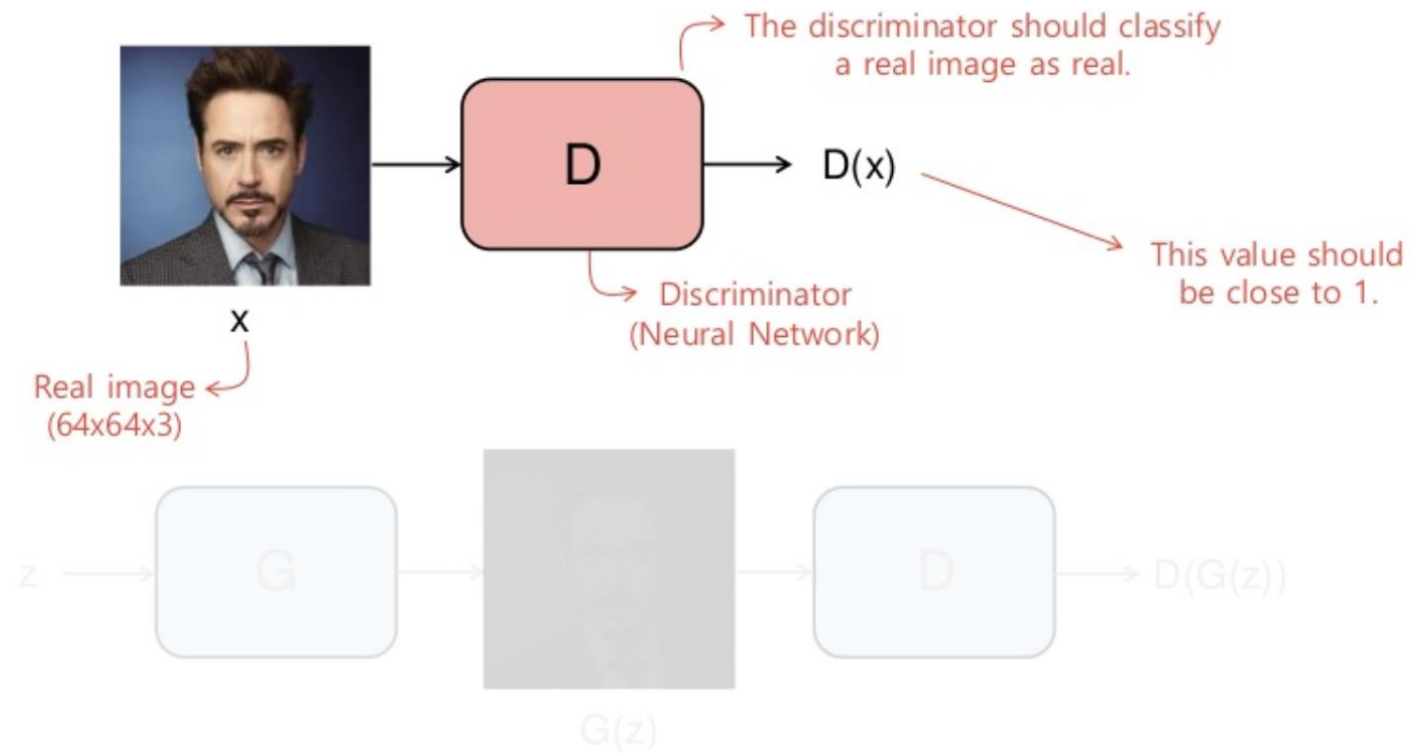 The discriminator should classify
a real image as real.
D
D(x)
This value should
be close to 1.
Discriminator
(Neural Network)
x
Real image
(64x64x3)
z
G
D
D(G(z))
G(z)